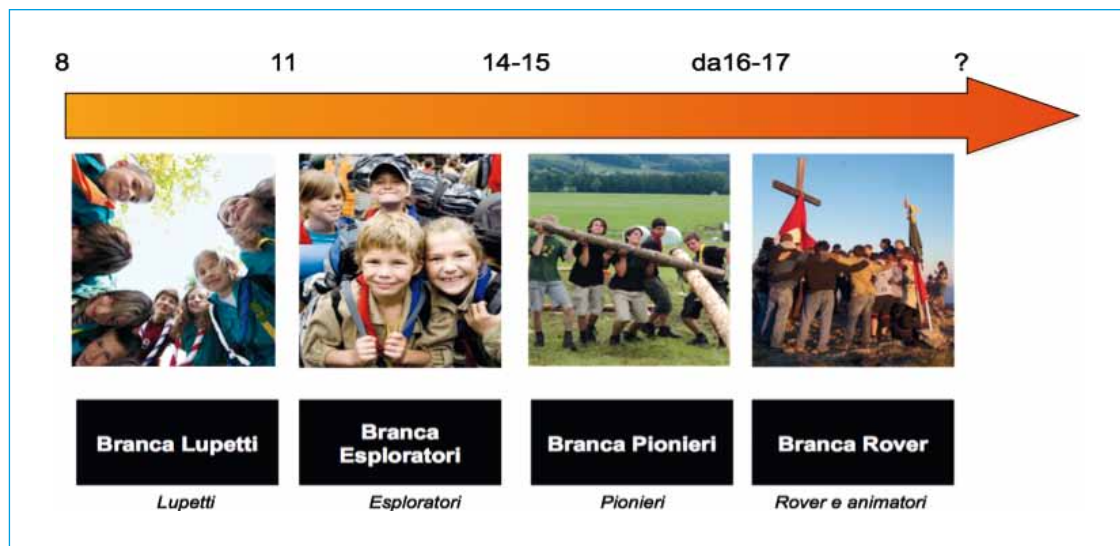 8 11 14-15 da16-17 ?
Branca Lupetti
Branca
Esploratori
Branca Pionieri
Branca Rover
Lupetti
Esploratori
Pionieri
Rover e animatori